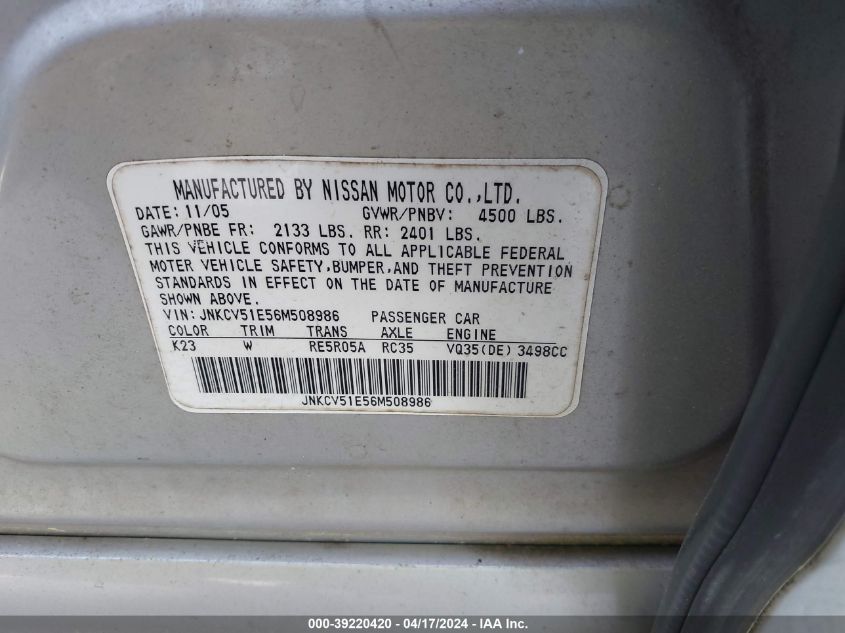 MANUFACTURED BY NISSAN MOTOR CO.,LTD.
DATE: 11/05 GVWR/PNBV: 4500 LBS.
GAWR/PNBE FR: 2133 LBS. RR: 2401 LBS.
THIS VEHICLE CONFORMS TO ALL APPLICABLE FEDERAL
MOTER VEHICLE SAFETY,BUMPER,AND THEFT PREVENTION
STANDARDS IN EFFECT ON THE DATE OF MANUFACTURE
SHOWN ABOVE.
VIN: JNKCV51E56M508986 PASSENGER CAR
COLOR TRIM TRANS AXLE ENGINE
K23 W RE5R05A RC35 VQ35(DE) 3498CC
JNKCV51E56M508986
000-39220420 - 04/17/2024 - IAA Inc.